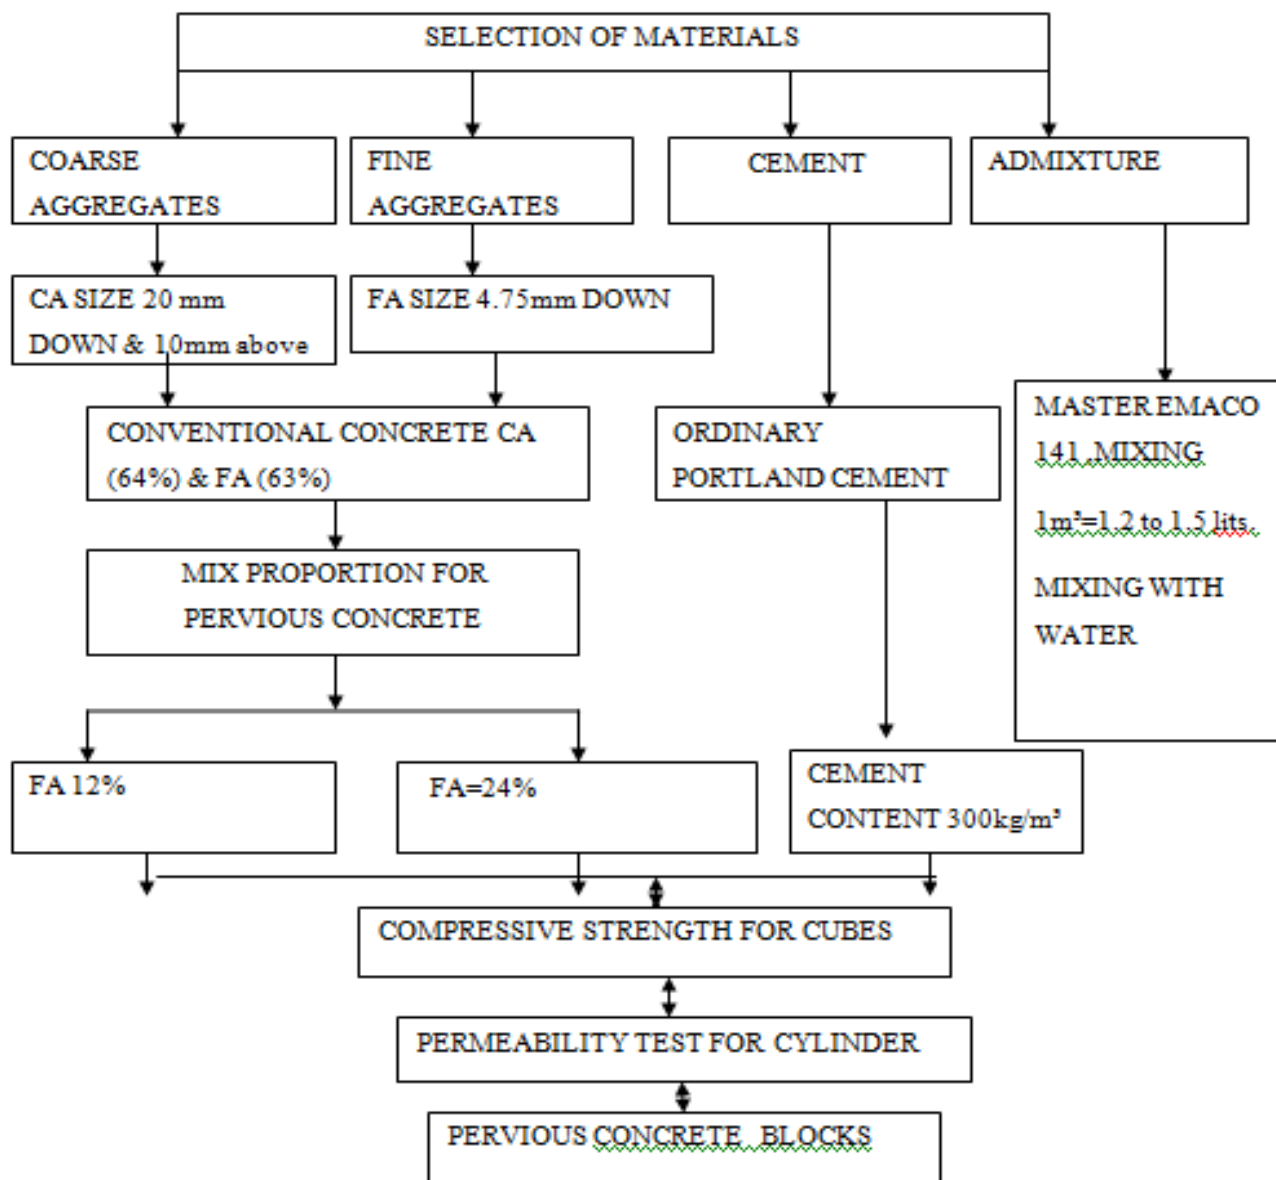 SELECTION OF MATERIALS
COARSE
AGGREGATES
FINE
AGGREGATES
CEMENT
ADMIXTURE
CA SIZE 20 mm
DOWN & 10mm above
FA SIZE 4.75mm DOWN
CONVENTIONAL CONCRETE CA
(64%) & FA (63%)
ORDINARY
PORTLAND CEMENT
MASTER EMACO
141 ,MIXING
1m³=1.2 to 1.5 lits.
MIXING WITH
WATER
MIX PROPORTION FOR
PERVIOUS CONCRETE
FA 12%
FA=24%
CEMENT
CONTENT 300kg/m³
COMPRESSIVE STRENGTH FOR CUBES
PERMEABILITY TEST FOR CYLINDER
PERVIOUS CONCRETE BLOCKS